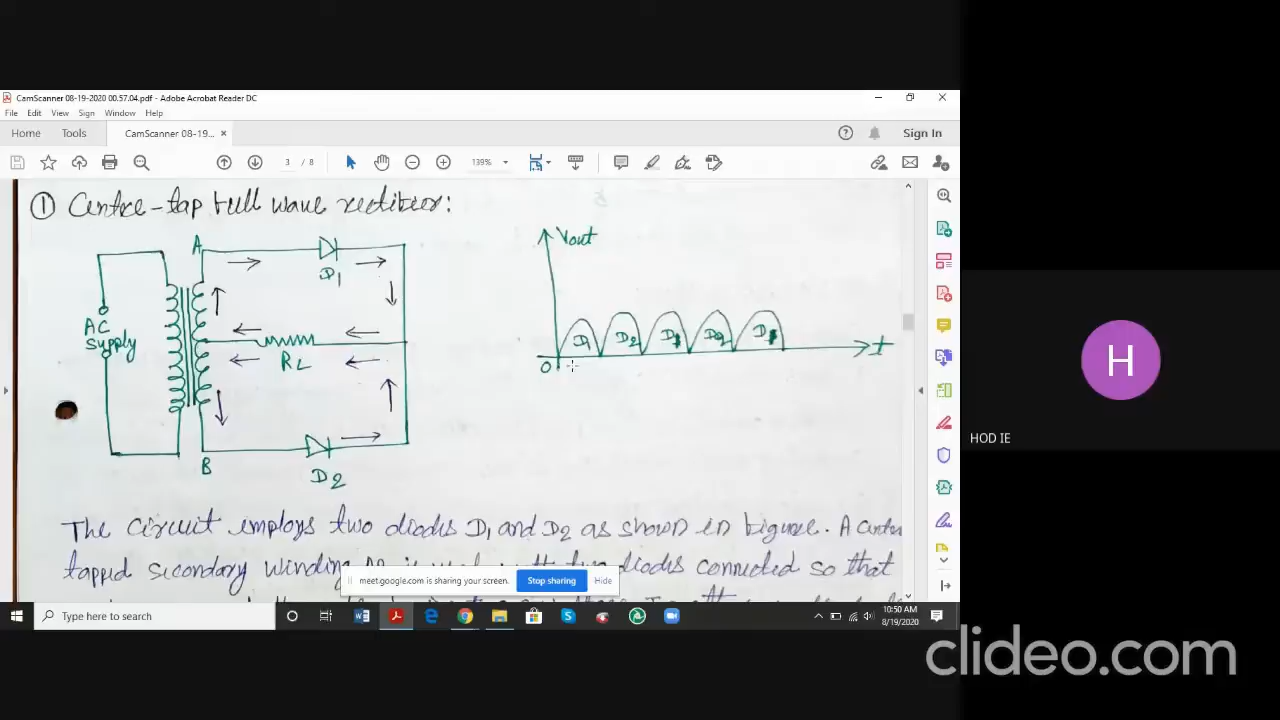 CamScanner 08-19-2020 00.57.04.pdf - Adobe Acrobat Reader DC
File Edit View Sign Window Help
Home Tools CamScanner 08-19... × Sign In
3 / 8 139%
① Centre-tap full wave rectifier:
A
D1
AC
Supply
RL
B
D2
Vout
D1 D2 D1 D2 D1
t
0
The circuit employs two diodes D1 and D2 as shown in figure. A
tapped secondary winding diodes connected so that
meet.google.com is sharing your screen. Stop sharing Hide
Type here to search
10:50 AM
8/19/2020
H
HOD IE
clideo.com